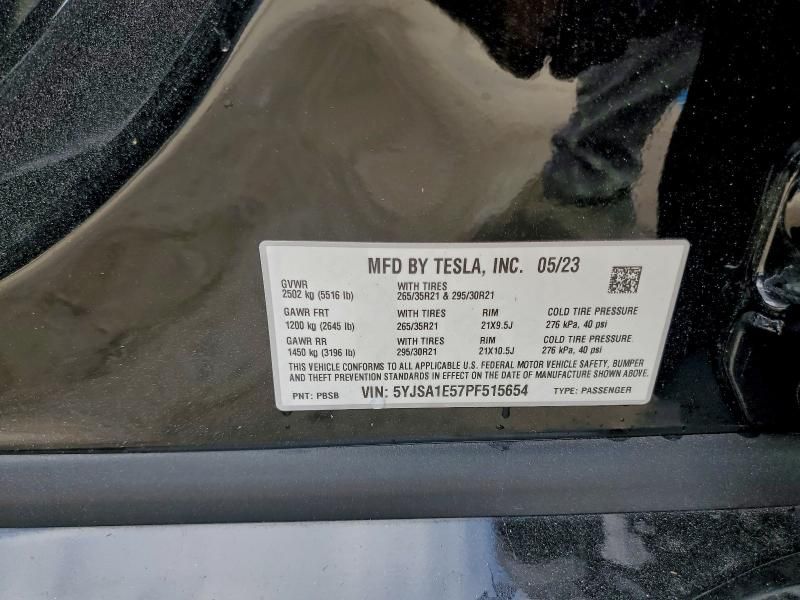 MFD BY TESLA, INC. 05/23
GVWR WITH TIRES
2502 kg (5516 lb) 265/35R21 & 295/30R21
GAWR FRT WITH TIRES RIM COLD TIRE PRESSURE
1200 kg (2645 lb) 265/35R21 21X9.5J 276 kPa, 40 psi
GAWR RR WITH TIRES RIM COLD TIRE PRESSURE
1450 kg (3196 lb) 295/30R21 21X10.5J 276 kPa, 40 psi
THIS VEHICLE CONFORMS TO ALL APPLICABLE U.S. FEDERAL MOTOR VEHICLE SAFETY, BUMPER
AND THEFT PREVENTION STANDARDS IN EFFECT ON THE DATE OF MANUFACTURE SHOWN ABOVE.
PNT: PBSB VIN: 5YJSA1E57PF515654 TYPE: PASSENGER